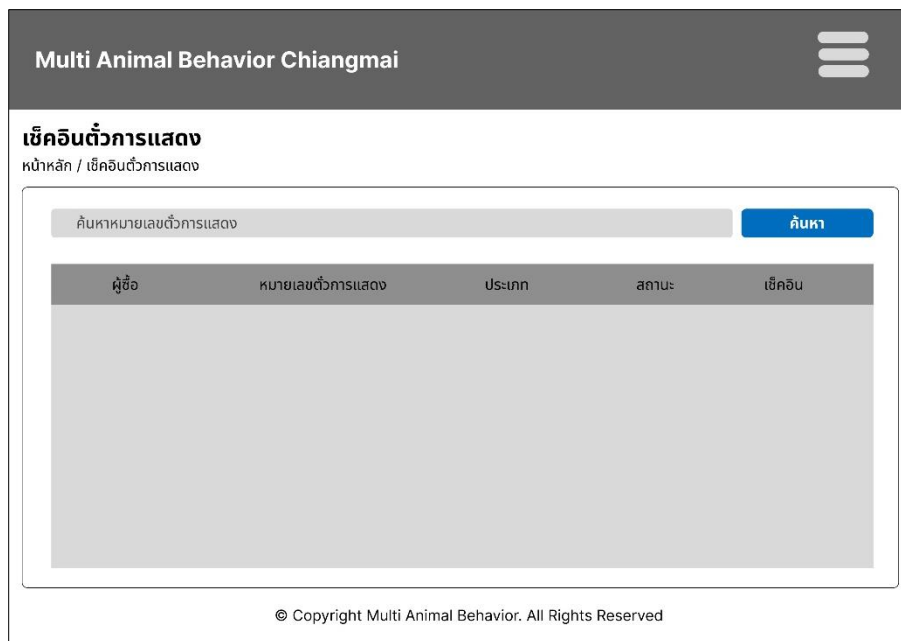 Multi Animal Behavior Chiangmai
เช็คอินตั๋วการแสดง
หน้าหลัก / เช็คอินตั๋วการแสดง
ค้นหาหมายเลขตั๋วการแสดง ค้นหา
ผู้ซื้อ หมายเลขตั๋วการแสดง ประเภท สถานะ เช็คอิน
© Copyright Multi Animal Behavior. All Rights Reserved